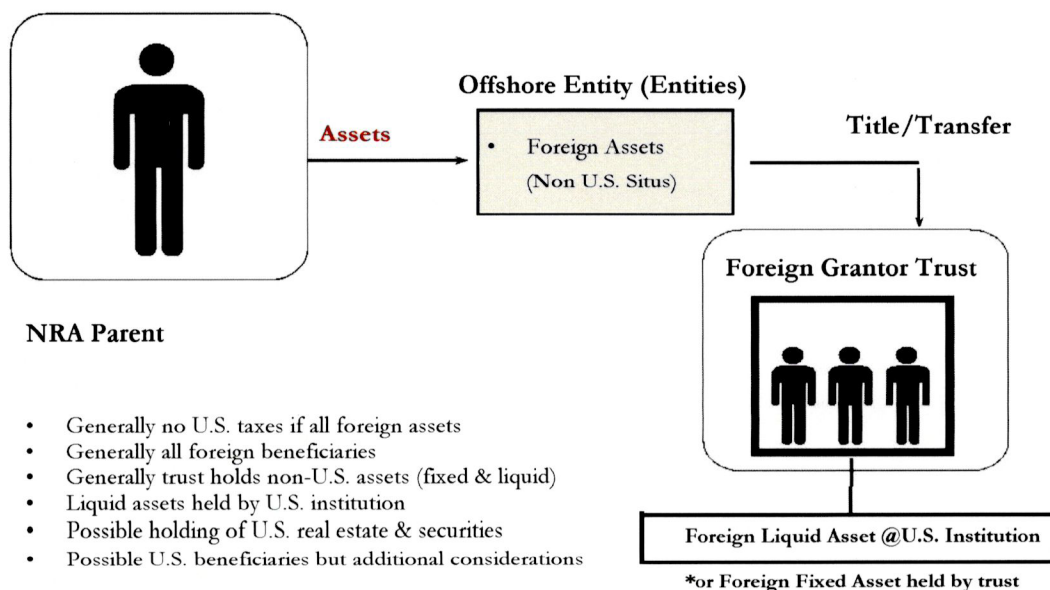 Offshore Entity (Entities)
Assets
• Foreign Assets
(Non U.S. Situs)
Title/Transfer
Foreign Grantor Trust
NRA Parent
• Generally no U.S. taxes if all foreign assets
• Generally all foreign beneficiaries
• Generally trust holds non-U.S. assets (fixed & liquid)
• Liquid assets held by U.S. institution
• Possible holding of U.S. real estate & securities
• Possible U.S. beneficiaries but additional considerations
Foreign Liquid Asset @U.S. Institution
*or Foreign Fixed Asset held by trust